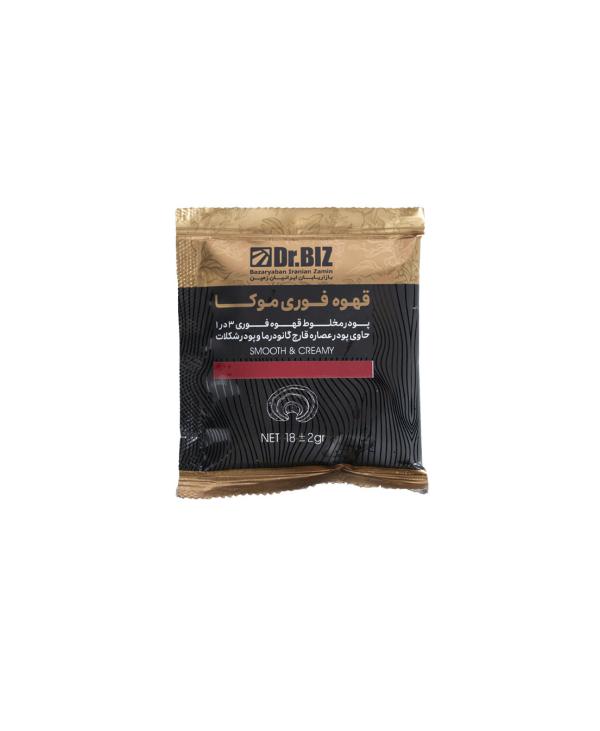 Dr.BIZ
Bazaryaban Iranian Zamin
بازاریابان ایرانیان زمین
قهوه فوری مُوکا
پودر مخلوط قهوه فوری ۳ در ۱
حاوی پودر عصاره قارچ گانودرما و پودر شکلات
SMOOTH & CREAMY
NET 18 ± 2gr